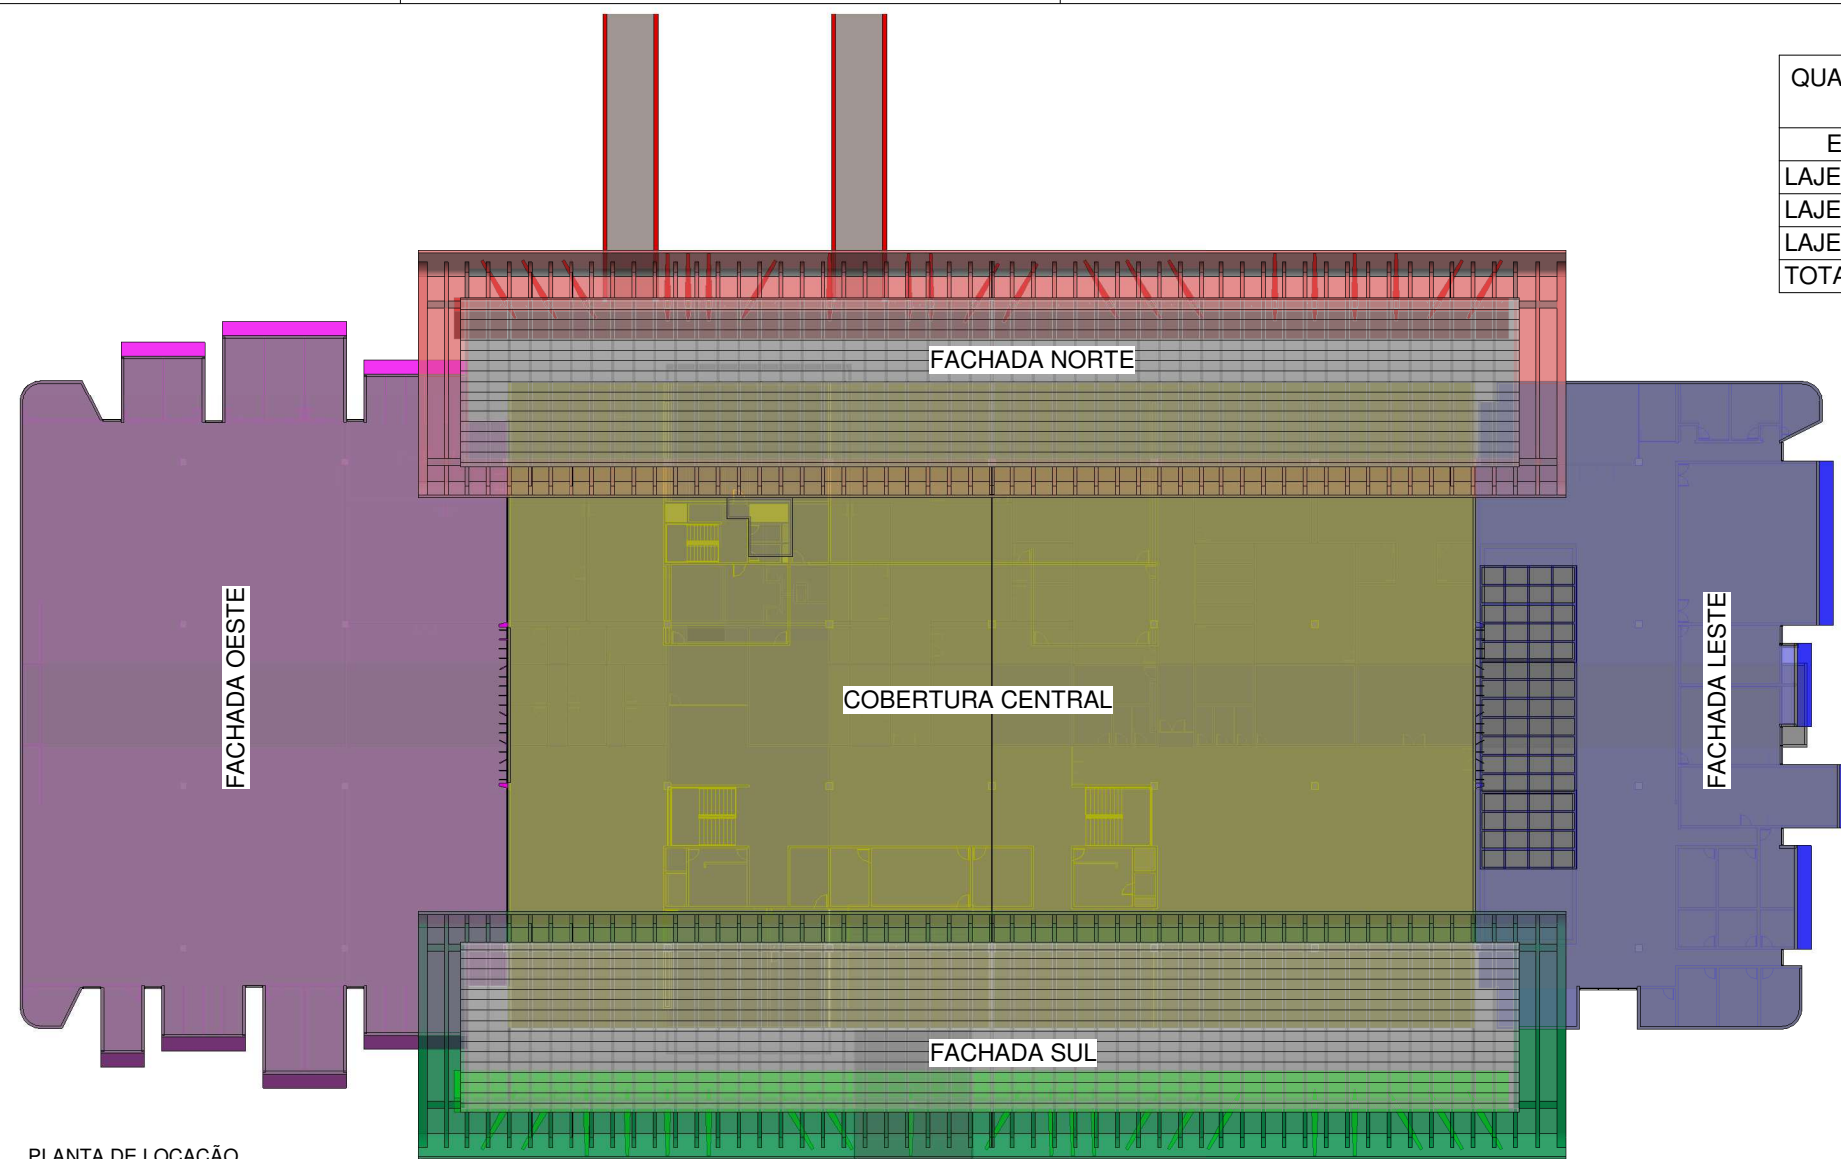 QUA
E
LAJE
LAJE
LAJE
TOTA
FACHADA NORTE
FACHADA OESTE
COBERTURA CENTRAL
FACHADA LESTE
FACHADA SUL
PLANTA DE LOCAÇÃO